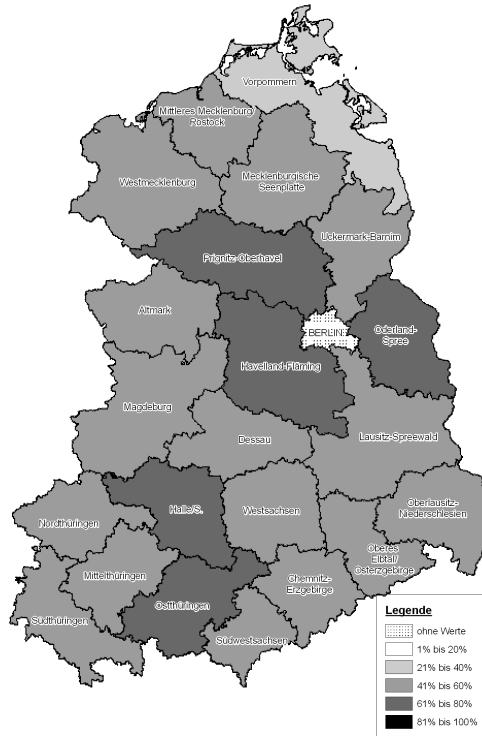 Vorpommern
Mittleres Mecklenburg/
Rostock
Mecklenburgische
Seenplatte
Westmecklenburg
Uckermark-Barnim
Prignitz-Oberhavel
Altmark
BERLIN
Oderland-
Spree
Havelland-Fläming
Magdeburg
Dessau
Lausitz-Spreewald
Halle/S.
Westsachsen
Oberlausitz-
Niederschlesien
Nordthüringen
Oberes
Elbtal/
Osterzgebirge
Mittelthüringen
Chemnitz-
Erzgebirge
Ostthüringen
Südthüringen
Südwestsachsen
Legende
ohne Werte
1% bis 20%
21% bis 40%
41% bis 60%
61% bis 80%
81% bis 100%